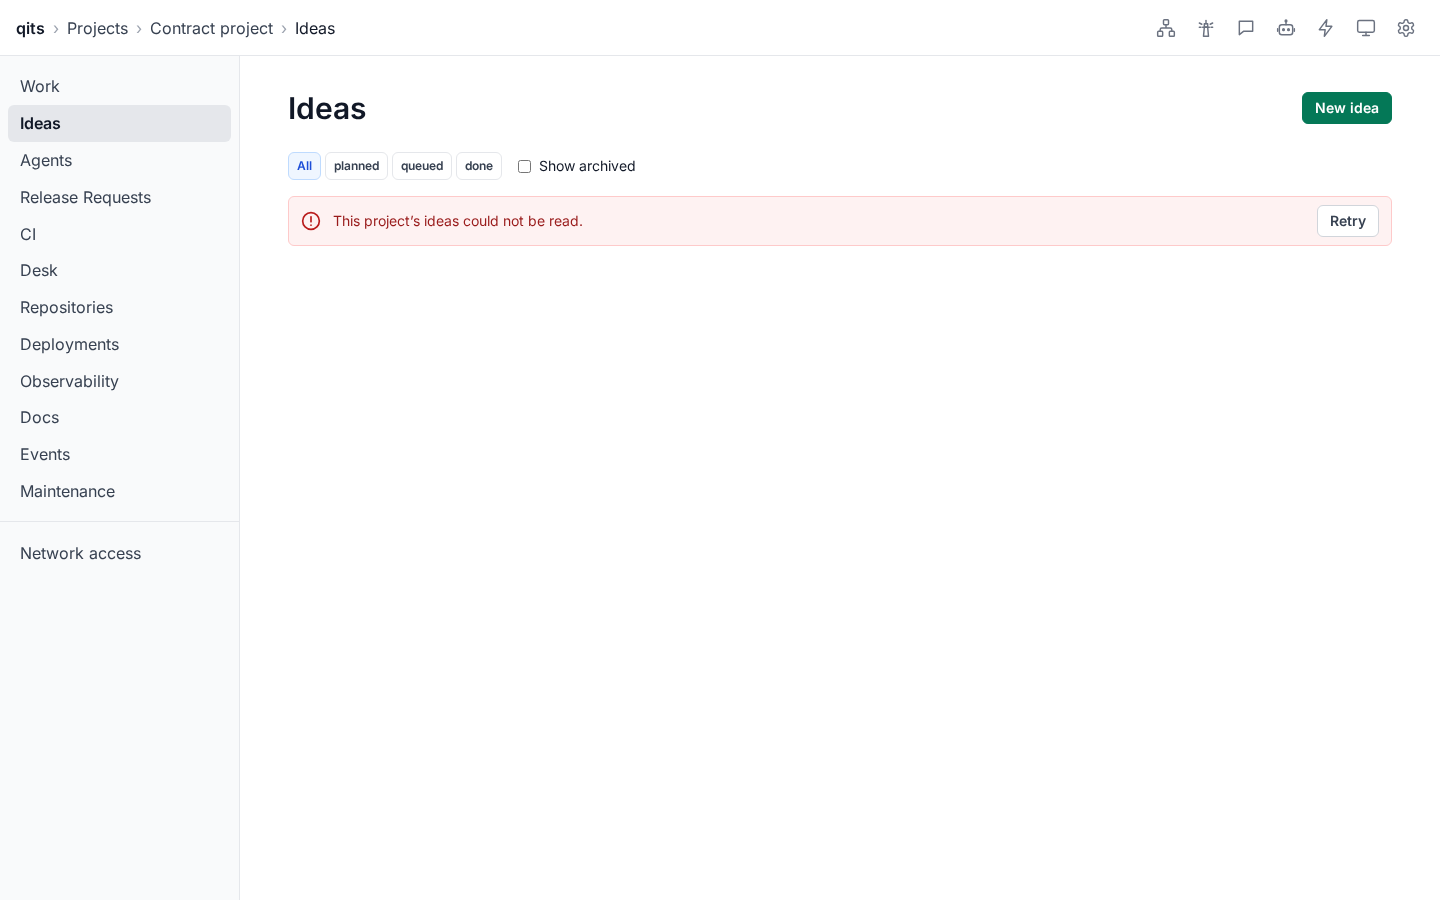 qits › Projects › Contract project › Ideas
Work
Ideas
Agents
Release Requests
CI
Desk
Repositories
Deployments
Observability
Docs
Events
Maintenance
Network access
Ideas
New idea
All planned queued done Show archived
This project’s ideas could not be read.
Retry